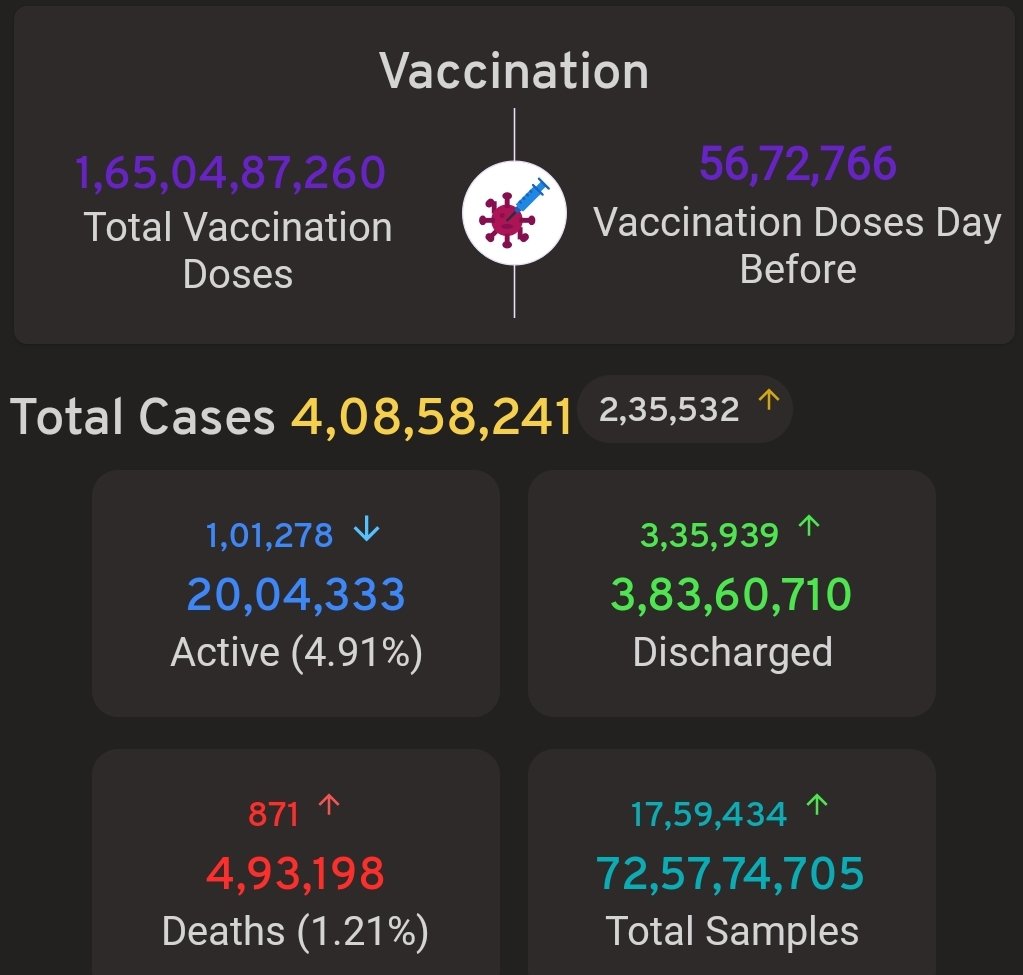 Vaccination
1,65,04,87,260
Total Vaccination
Doses
56,72,766
Vaccination Doses Day
Before
Total Cases 4,08,58,241 2,35,532 ↑
1,01,278 ↓
20,04,333
Active (4.91%)
3,35,939 ↑
3,83,60,710
Discharged
871 ↑
4,93,198
Deaths (1.21%)
17,59,434 ↑
72,57,74,705
Total Samples